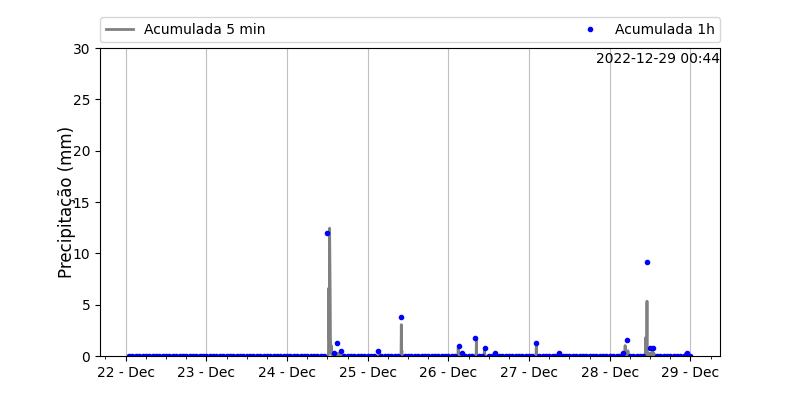 Acumulada 5 min
Acumulada 1h
2022-12-29 00:44
Precipitação (mm)
30
25
20
15
10
5
0
22 - Dec
23 - Dec
24 - Dec
25 - Dec
26 - Dec
27 - Dec
28 - Dec
29 - Dec